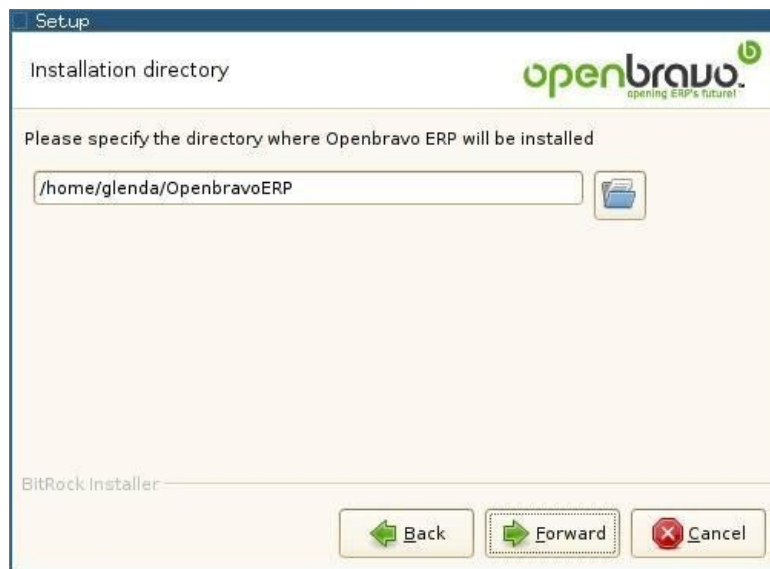 Setup
Installation directory
openbravo
opening ERP's future!
Please specify the directory where Openbravo ERP will be installed
/home/glenda/OpenbravoERP
BitRock Installer
Back
Forward
Cancel